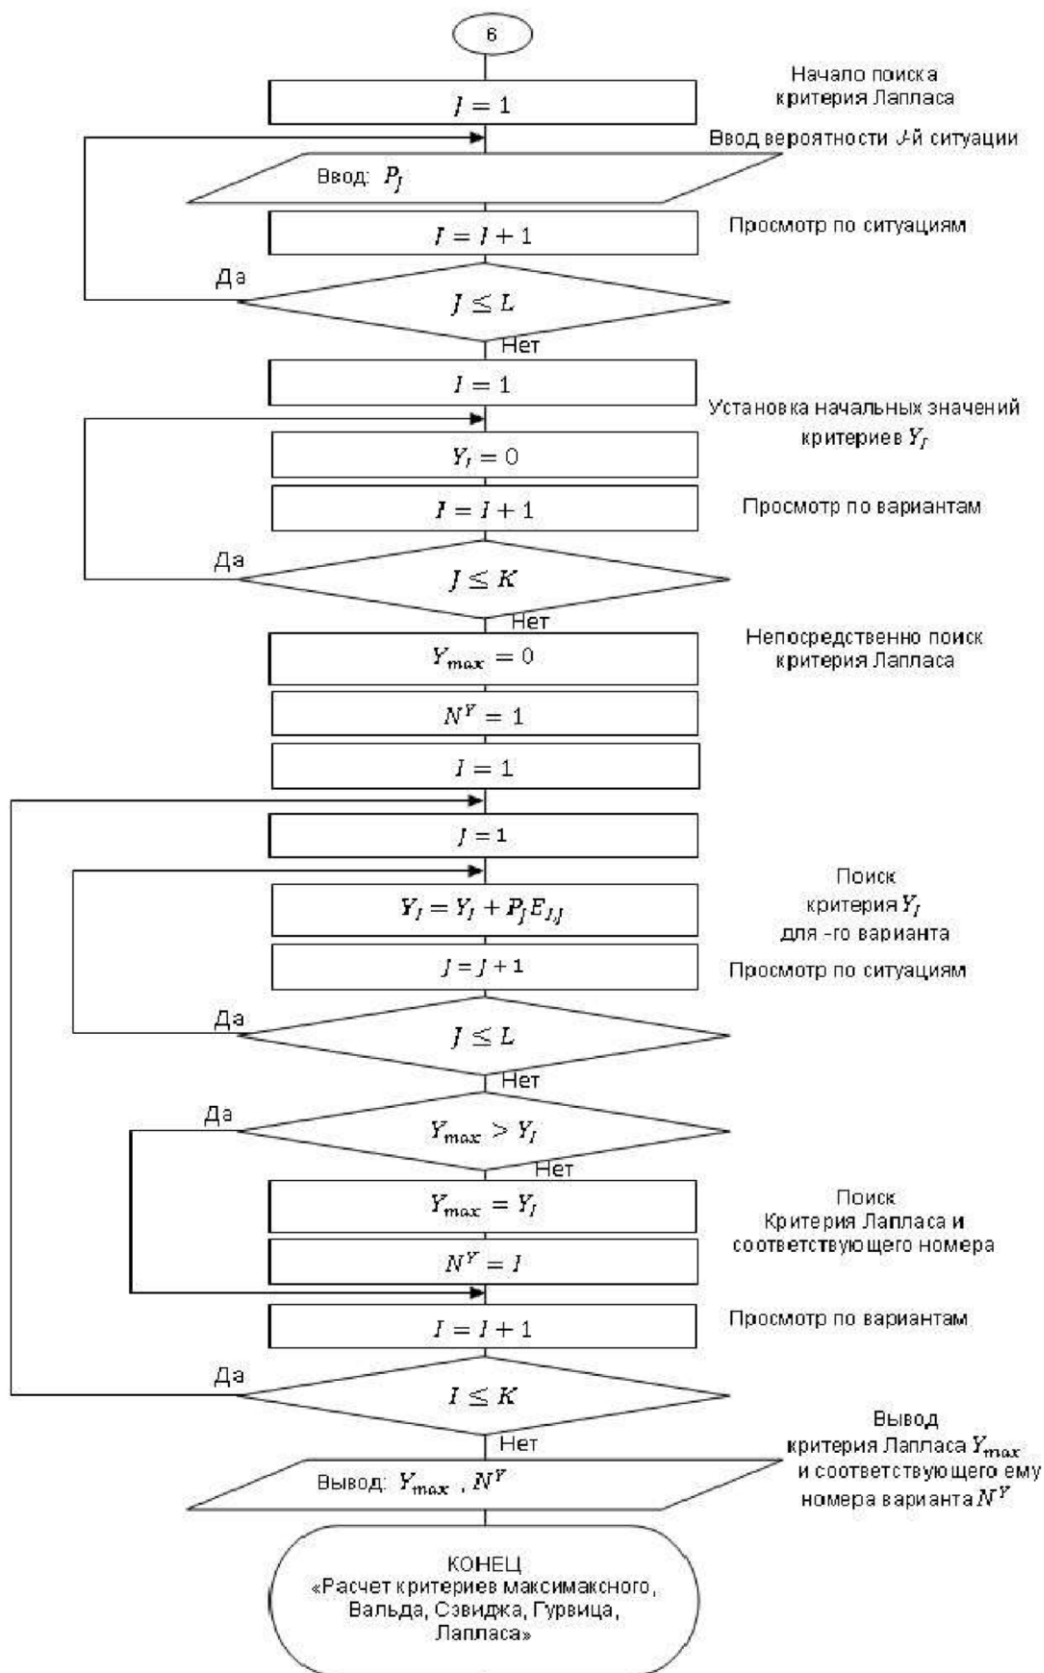 6
Начало поиска
критерия Лапласа
J = 1
Ввод вероятности J-й ситуации
Ввод: P_J
I = I + 1
Просмотр по ситуациям
Да
J ≤ L
Нет
I = 1
Установка начальных значений
критериев Y_I
Y_I = 0
I = I + 1
Просмотр по вариантам
Да
J ≤ K
Нет
Непосредственно поиск
критерия Лапласа
Y_max = 0
N^Y = 1
I = 1
J = 1
Поиск
критерия Y_I
для -го варианта
Y_I = Y_I + P_J E_{I,J}
J = J + 1
Просмотр по ситуациям
Да
J ≤ L
Нет
Да
Y_max > Y_I
Нет
Y_max = Y_I
Поиск
Критерия Лапласа и
соответствующего номера
N^Y = I
I = I + 1
Просмотр по вариантам
Да
I ≤ K
Нет
Вывод
критерия Лапласа Y_max
и соответствующего ему
номера варианта N^Y
Вывод: Y_max , N^Y
КОНЕЦ
«Расчет критериев максимаксного,
Вальда, Сэвиджа, Гурвица,
Лапласа»